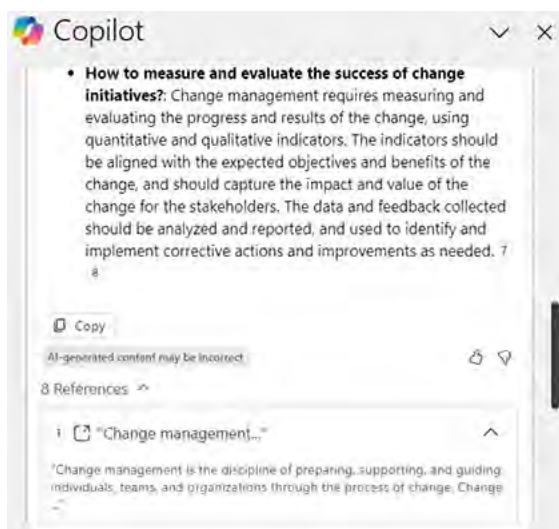 Copilot
• How to measure and evaluate the success of change
initiatives?: Change management requires measuring and
evaluating the progress and results of the change, using
quantitative and qualitative indicators. The indicators should
be aligned with the expected objectives and benefits of the
change, and should capture the impact and value of the
change for the stakeholders. The data and feedback collected
should be analyzed and reported, and used to identify and
implement corrective actions and improvements as needed. 7
8
Copy
AI-generated content may be incorrect
8 References
1 "Change management..."
"Change management is the discipline of preparing, supporting, and guiding
individuals, teams, and organizations through the process of change. Change
..."